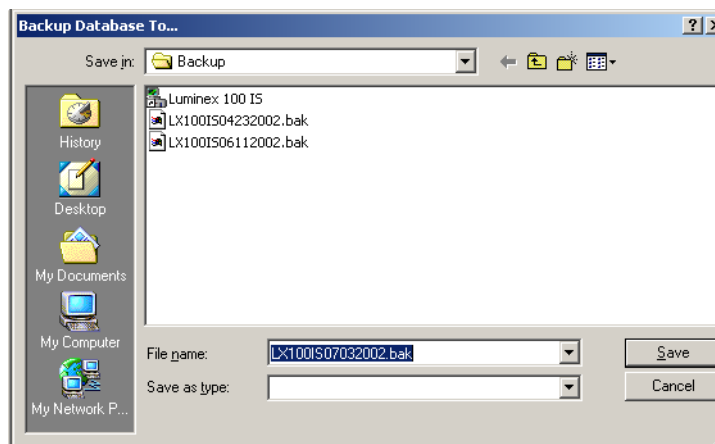 Backup Database To...
Save in:
Backup
Luminex 100 IS
LX100IS04232002.bak
LX100IS06112002.bak
History
Desktop
My Documents
My Computer
My Network P...
File name:
LX100IS07032002.bak
Save
Save as type:
Cancel